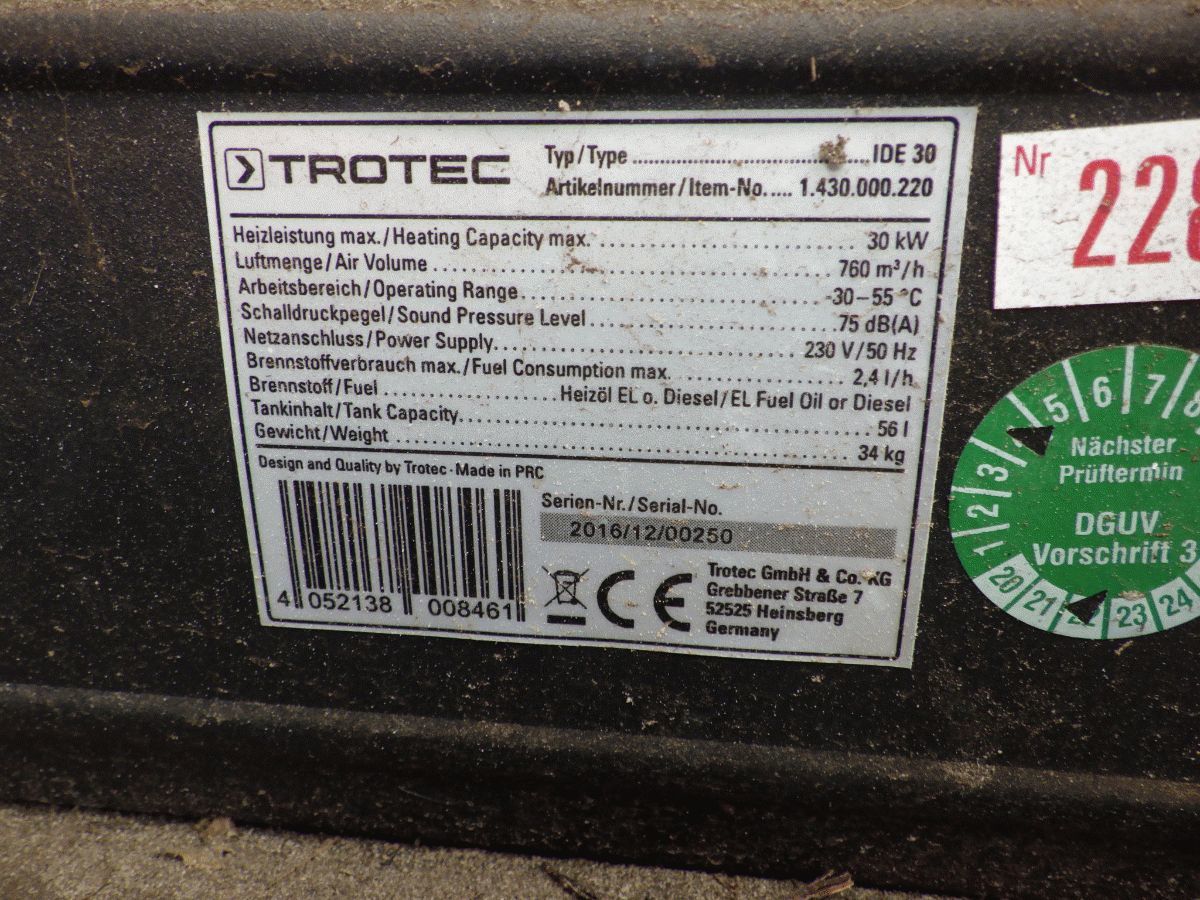 TROTEC
Typ/Type ................................................ IDE 30
Artikelnummer/Item-No..... 1.430.000.220
Heizleistung max./Heating Capacity max. ........................ 30 kW
Luftmenge/Air Volume ........................ 760 m³/h
Arbeitsbereich/Operating Range ........................ -30–55 °C
Schalldruckpegel/Sound Pressure Level ........................ 75 dB(A)
Netzanschluss/Power Supply ........................ 230 V/50 Hz
Brennstoffverbrauch max./Fuel Consumption max. ........................ 2,4 l/h
Brennstoff/Fuel ........................ Heizöl EL o. Diesel/EL Fuel Oil or Diesel
Tankinhalt/Tank Capacity ........................ 56 l
Gewicht/Weight ........................ 34 kg
Design and Quality by Trotec · Made in PRC
4 052138 008461
Serien-Nr./Serial-No.
2016/12/00250
CE
Trotec GmbH & Co. KG
Grebbener Straße 7
52525 Heinsberg
Germany
Nr
228
1 2 3 5 6 7 8
Nächster
Prüftermin
DGUV
Vorschrift 3
20 21 22 23 24